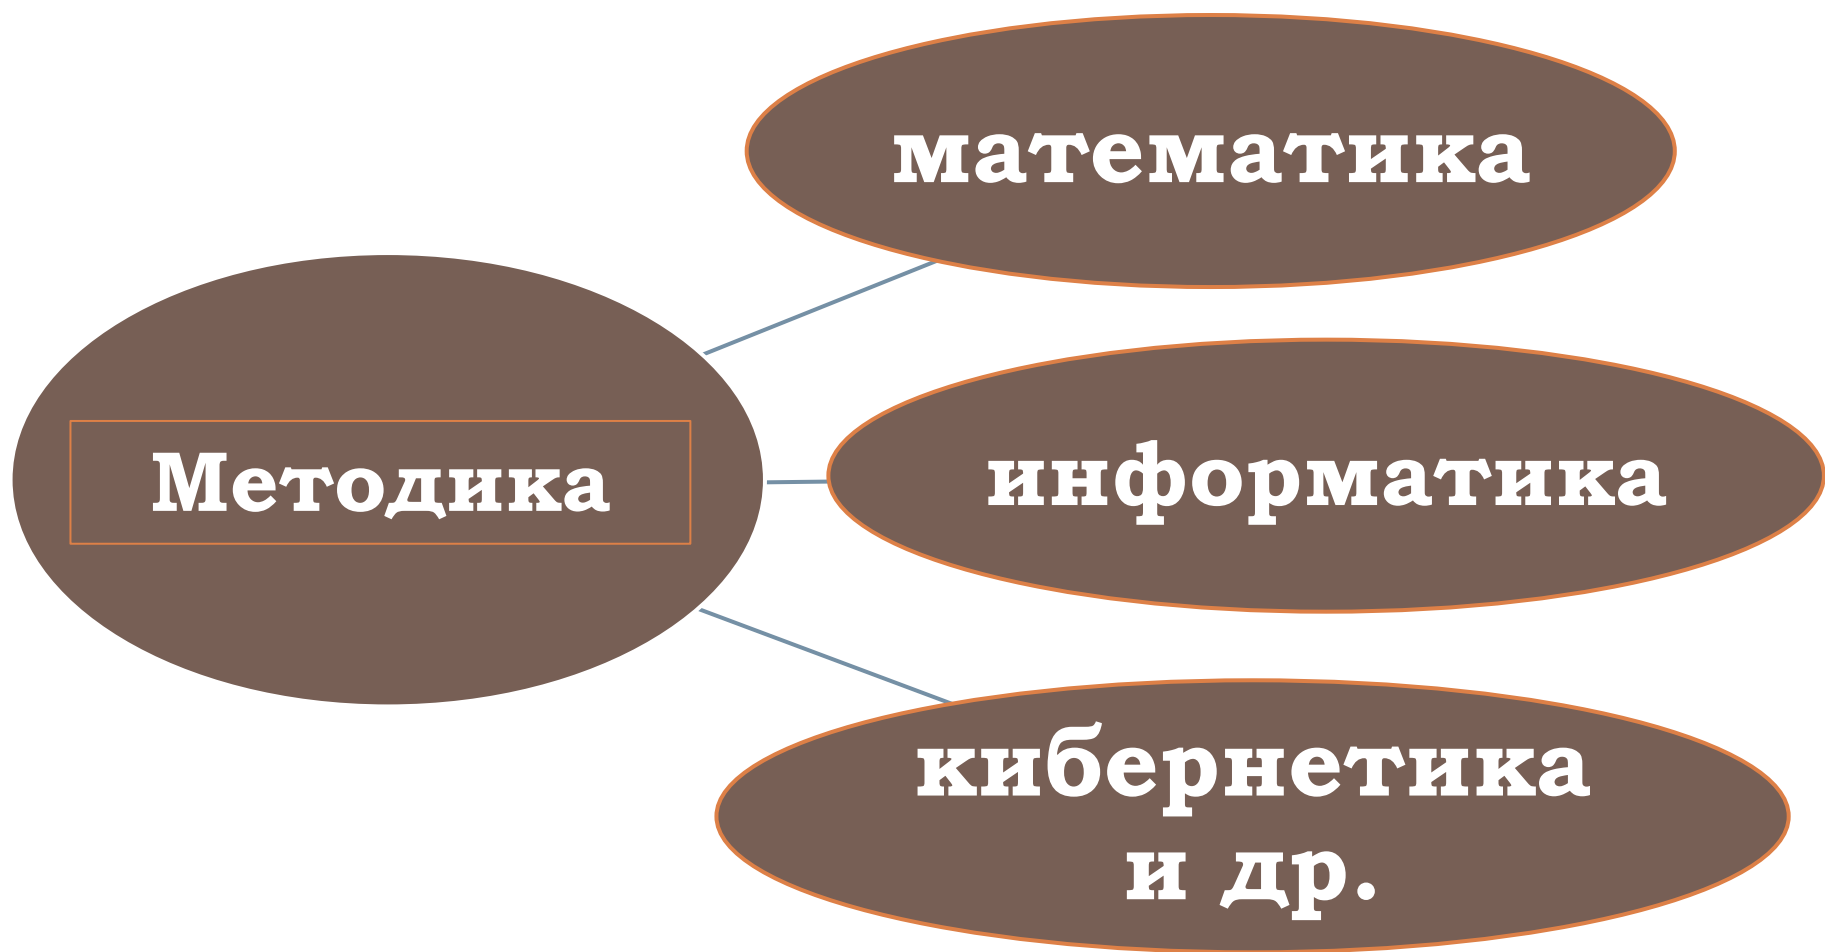 математика
Методика
информатика
кибернетика
и др.